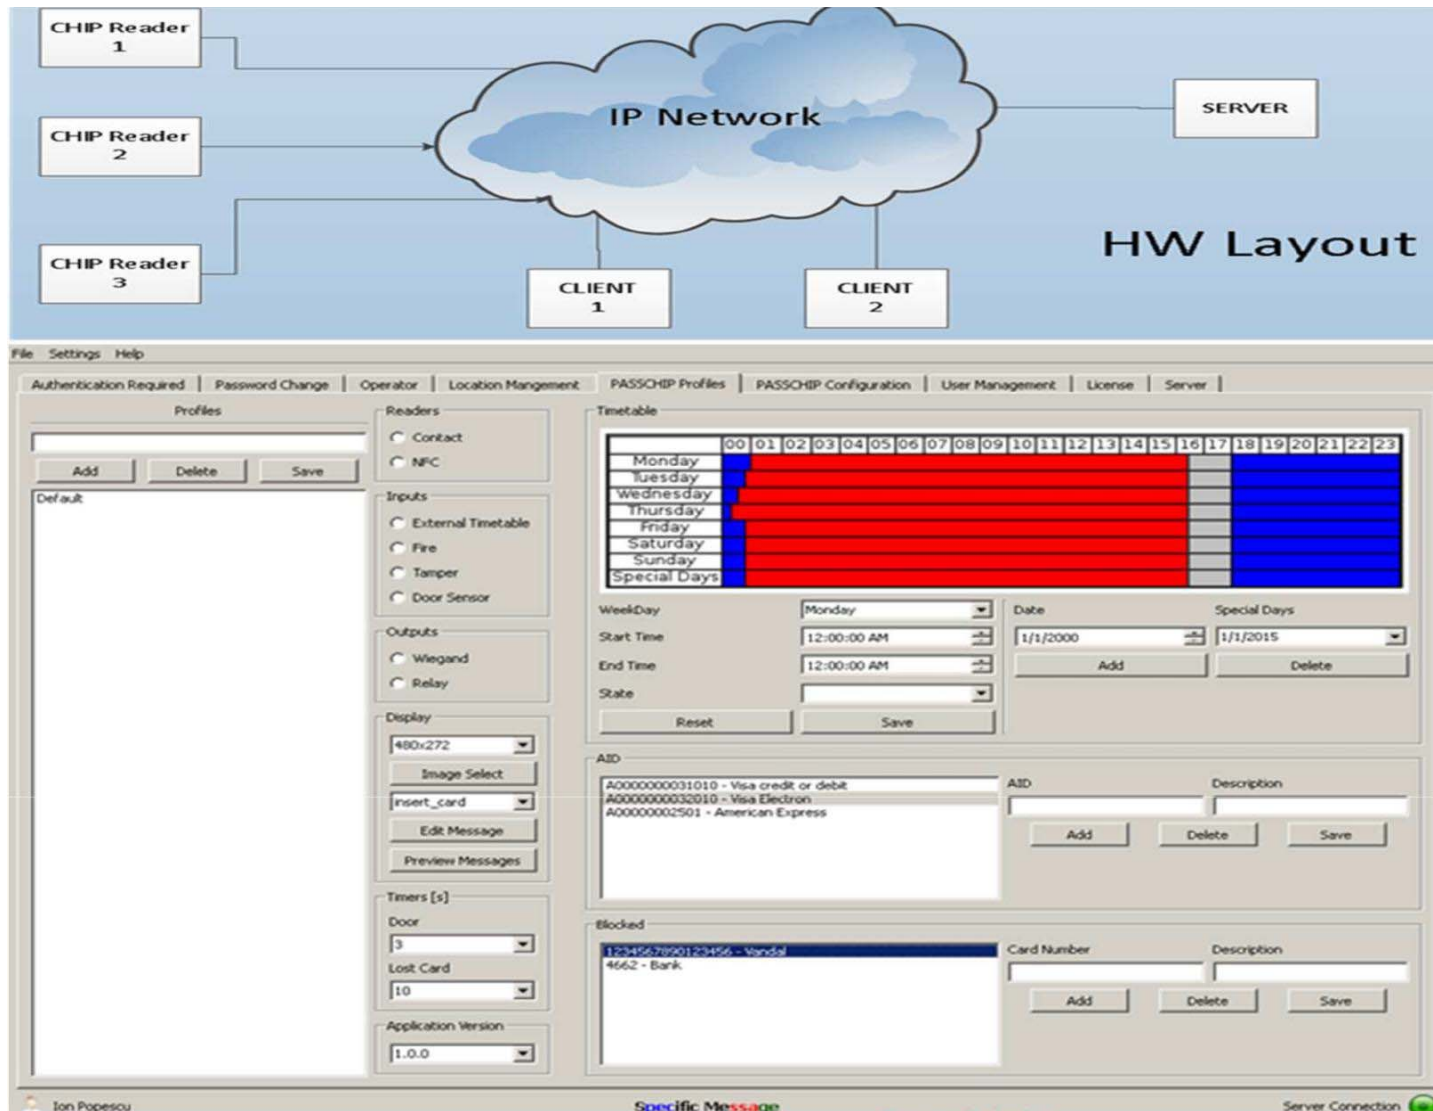 CHIP Reader
1
IP Network
SERVER
CHIP Reader
2
HW Layout
CHIP Reader
3
CLIENT
1
CLIENT
2
File Settings Help
Authentication Required Password Change Operator Location Mangement PASSCHIP Profiles PASSCHIP Configuration User Management License Server
Profiles
Add Delete Save
Default
Readers
Contact
NFC
Inputs
External Timetable
Fire
Tamper
Door Sensor
Outputs
Wiegand
Relay
Display
480x272
Image Select
insert_card
Edit Message
Preview Messages
Timers [s]
Door
3
Lost Card
10
Application Version
1.0.0
Timetable
00 01 02 03 04 05 06 07 08 09 10 11 12 13 14 15 16 17 18 19 20 21 22 23
Monday
Tuesday
Wednesday
Thursday
Friday
Saturday
Sunday
Special Days
WeekDay Monday Date Special Days
Start Time 12:00:00 AM 1/1/2000 1/1/2015
End Time 12:00:00 AM Add Delete
State
Reset Save
AID
A0000000031010 - Visa credit or debit
A0000000032010 - Visa Electron
A00000002501 - American Express
AID Description
Add Delete Save
Blocked
1234567890123456 - Vandal
4662 - Bank
Card Number Description
Add Delete Save
Ion Popescu Specific Message Server Connection